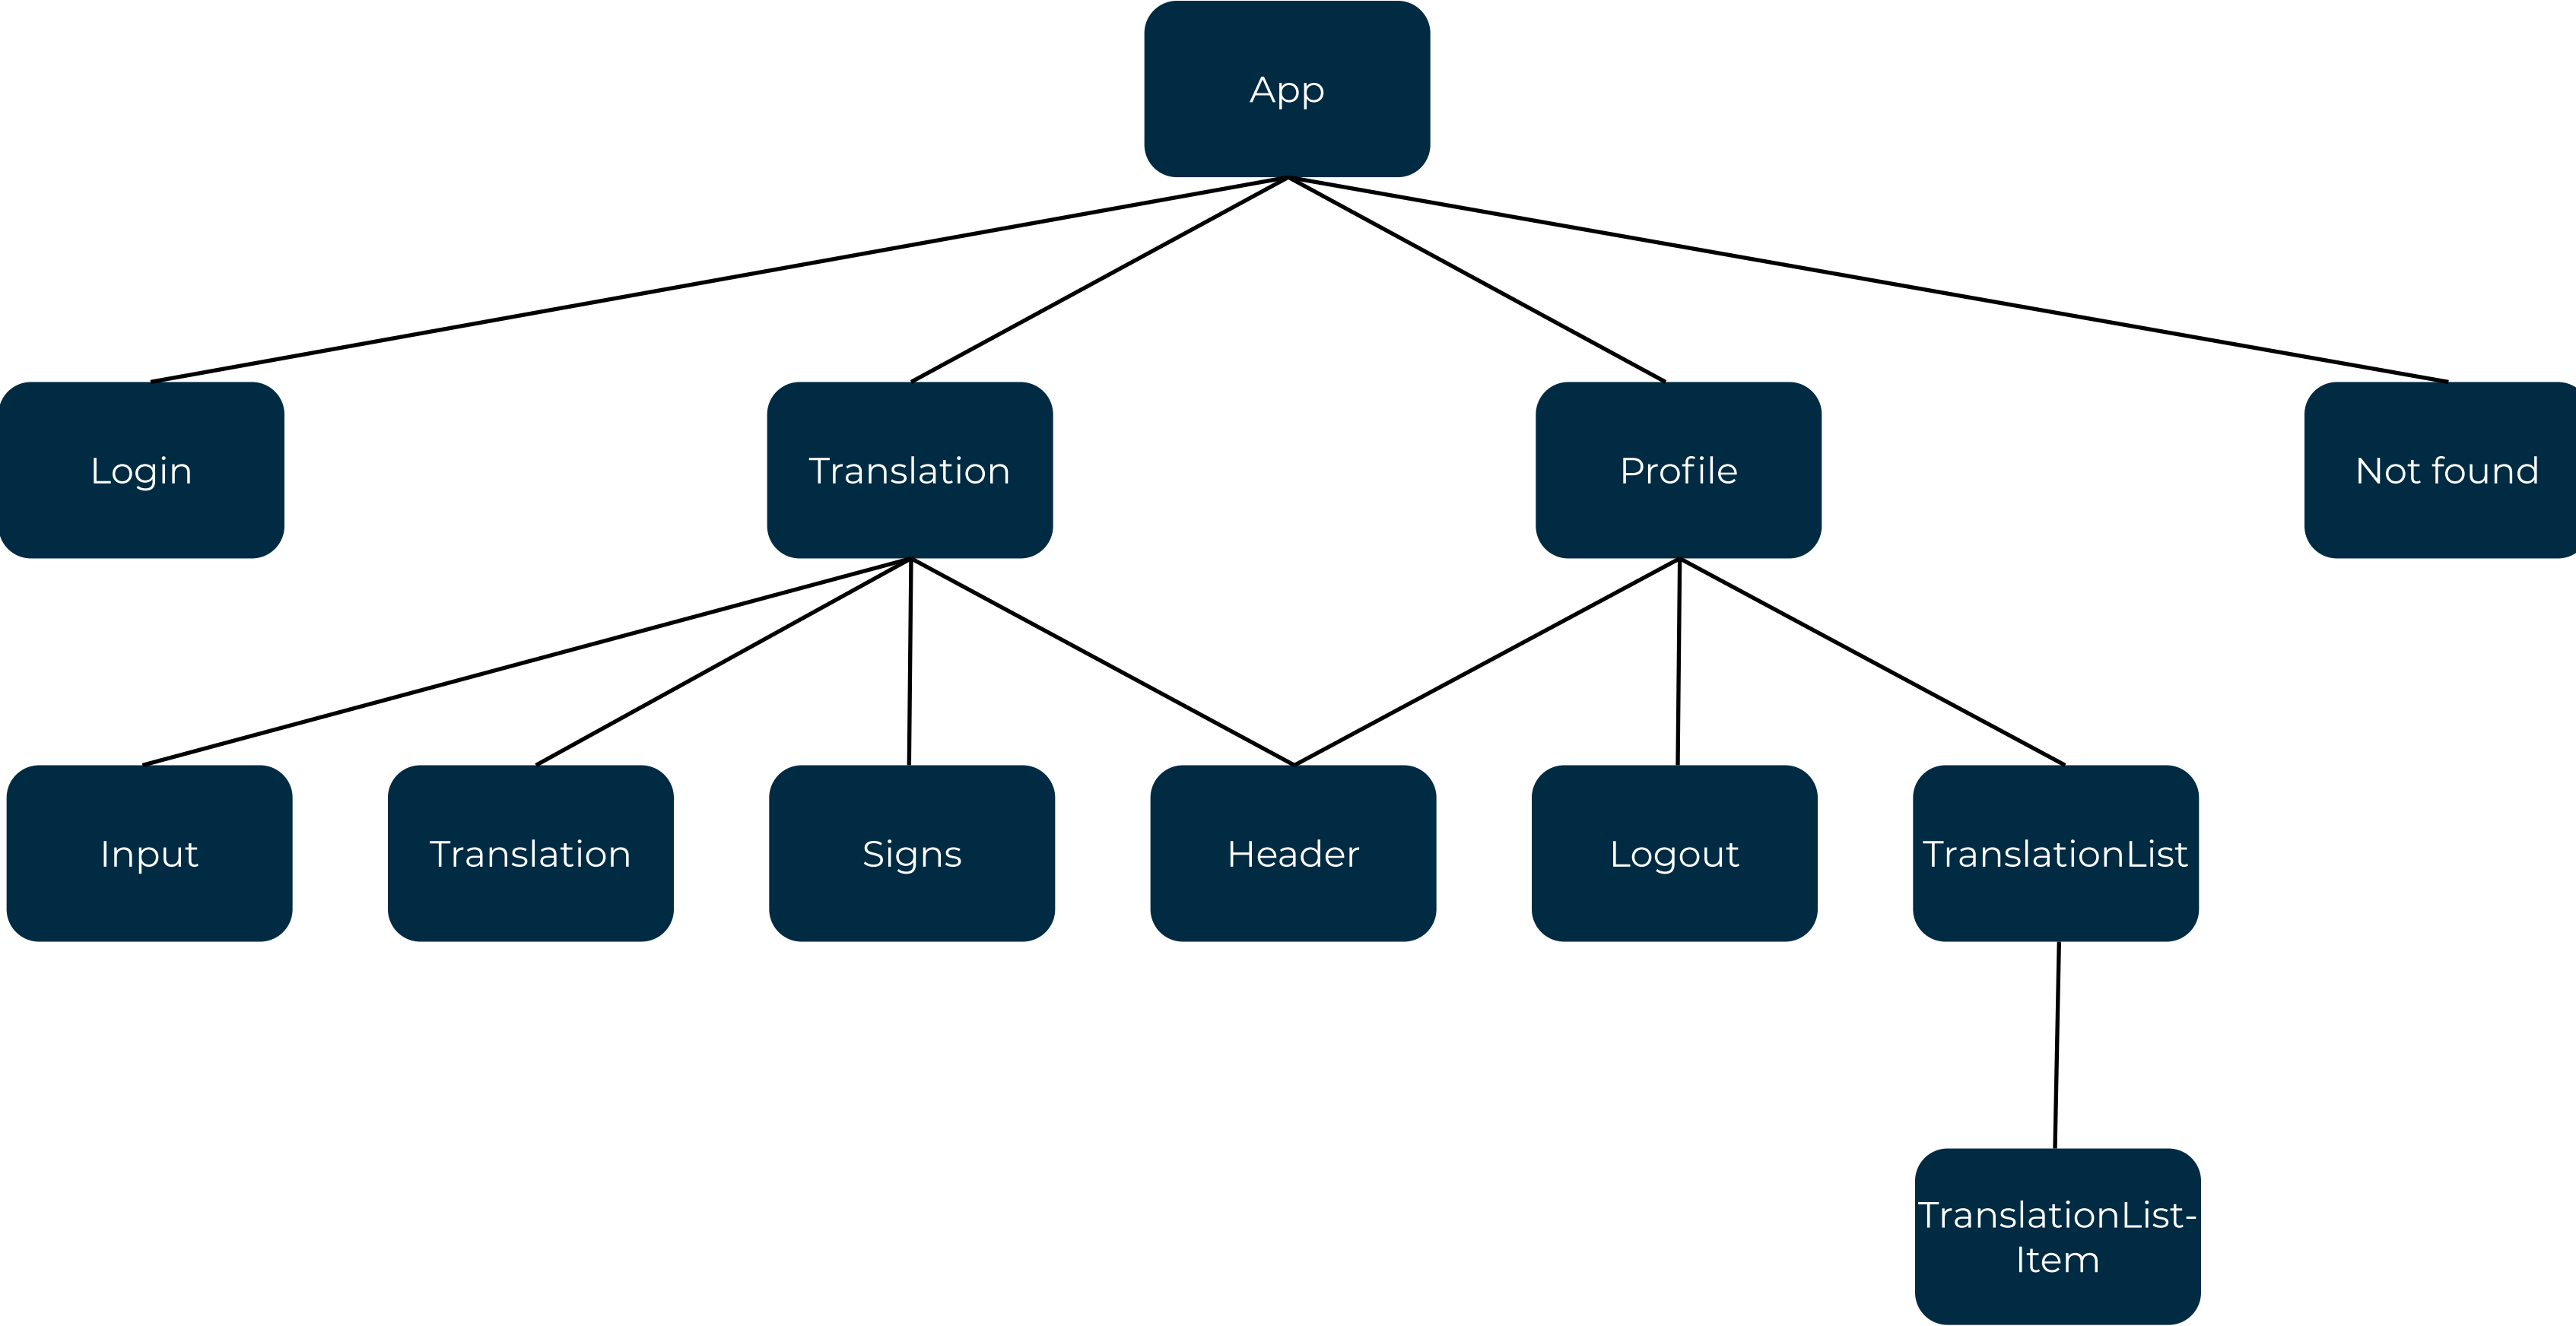 App
Login
Translation
Profile
Not found
Input
Translation
Signs
Header
Logout
TranslationList
TranslationList-
Item